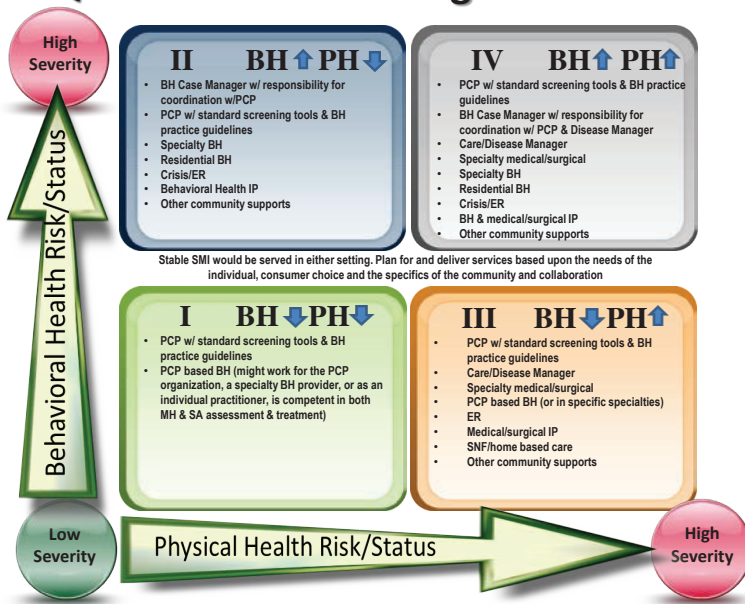 High
Severity
II BH PH
• BH Case Manager w/ responsibility for
coordination w/PCP
• PCP w/ standard screening tools & BH
practice guidelines
• Specialty BH
• Residential BH
• Crisis/ER
• Behavioral Health IP
• Other community supports
IV BH PH
• PCP w/ standard screening tools & BH practice
guidelines
• BH Case Manager w/ responsibility for
coordination w/ PCP & Disease Manager
• Care/Disease Manager
• Specialty medical/surgical
• Specialty BH
• Residential BH
• Crisis/ER
• BH & medical/surgical IP
• Other community supports
Behavioral Health Risk/Status
Stable SMI would be served in either setting. Plan for and deliver services based upon the needs of the
individual, consumer choice and the specifics of the community and collaboration
I BH PH
• PCP w/ standard screening tools & BH
practice guidelines
• PCP based BH (might work for the PCP
organization, a specialty BH provider, or as an
individual practitioner, is competent in both
MH & SA assessment & treatment)
III BH PH
• PCP w/ standard screening tools & BH
practice guidelines
• Care/Disease Manager
• Specialty medical/surgical
• PCP based BH (or in specific specialties)
• ER
• Medical/surgical IP
• SNF/home based care
• Other community supports
Low
Severity
Physical Health Risk/Status
High
Severity